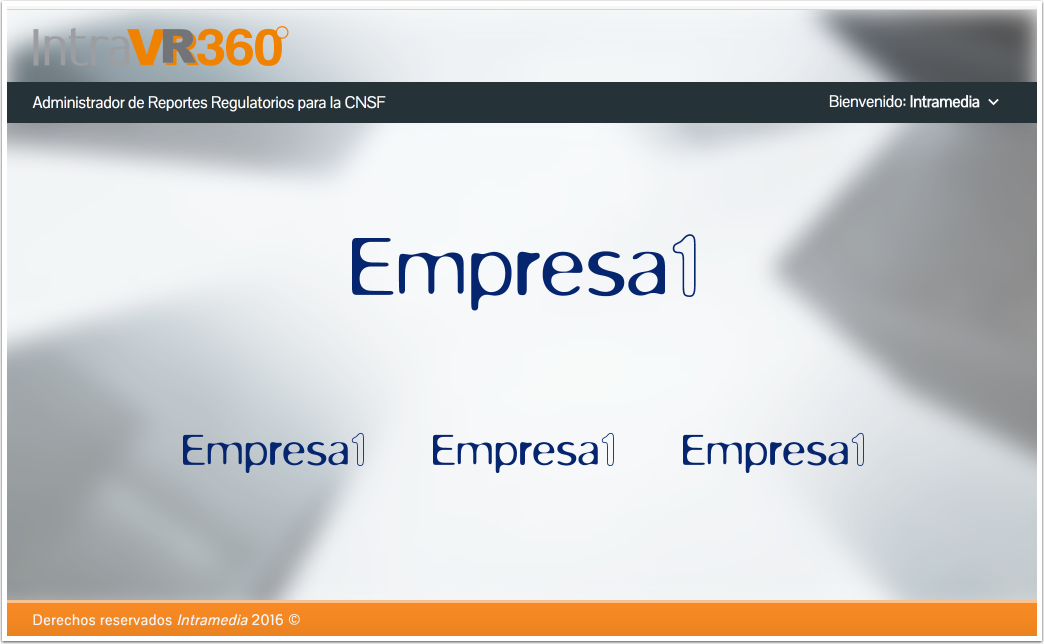 IntraVR360°
Administrador de Reportes Regulatorios para la CNSF
Bienvenido: Intramedia
Empresa1
Empresa1 Empresa1 Empresa1
Derechos reservados Intramedia 2016 ©